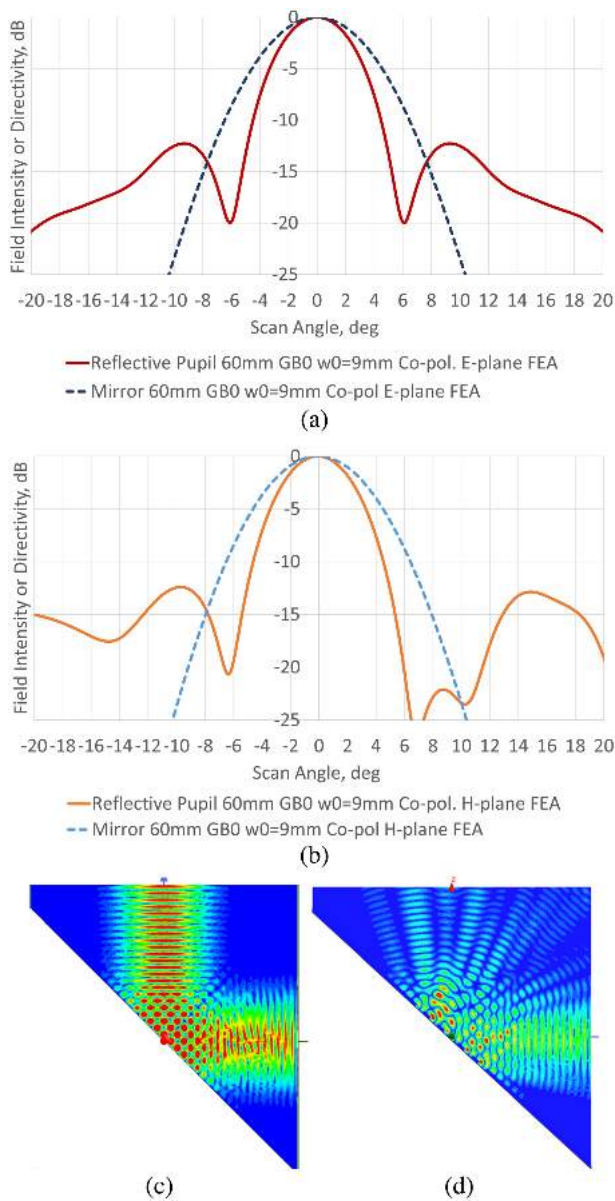 0
-5
-10
-15
-20
-25
Field Intensity or Directivity, dB
-20 -18 -16 -14 -12 -10 -8 -6 -4 -2 0 2 4 6 8 10 12 14 16 18 20
Scan Angle, deg
Reflective Pupil 60mm GB0 w0=9mm Co-pol. E-plane FEA
Mirror 60mm GB0 w0=9mm Co-pol E-plane FEA
(a)
0
-5
-10
-15
-20
-25
Field Intensity or Directivity, dB
-20 -18 -16 -14 -12 -10 -8 -6 -4 -2 0 2 4 6 8 10 12 14 16 18 20
Scan Angle, deg
Reflective Pupil 60mm GB0 w0=9mm Co-pol. H-plane FEA
Mirror 60mm GB0 w0=9mm Co-pol H-plane FEA
(b)
(c) (d)